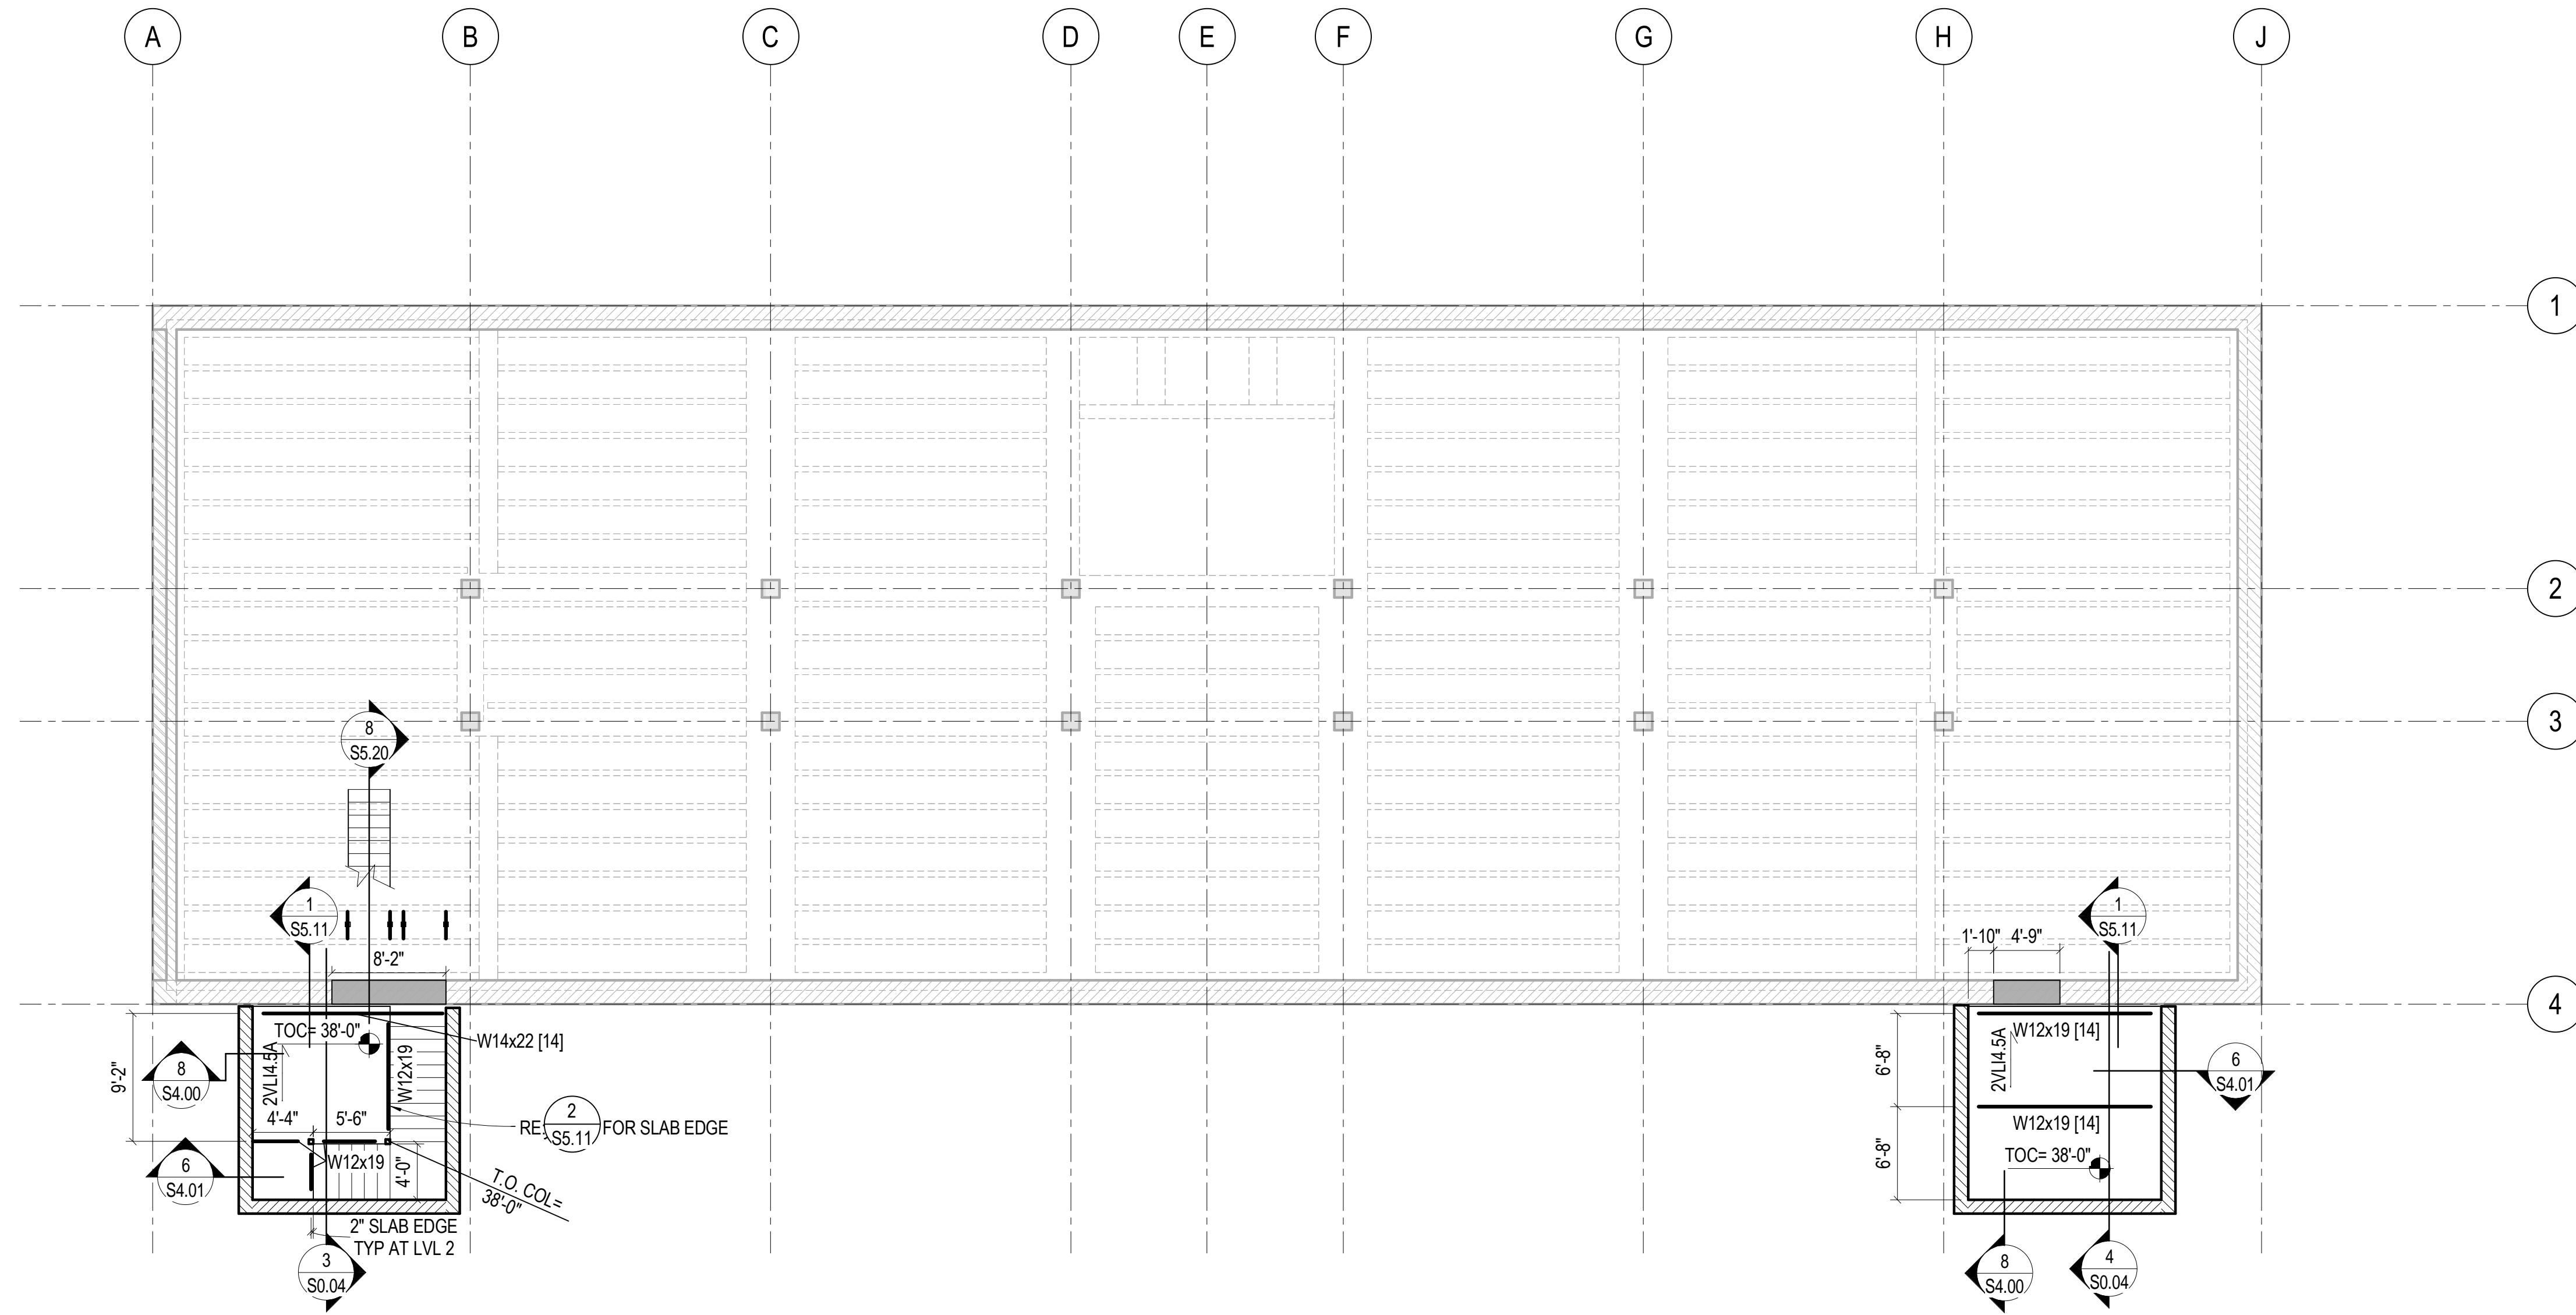 A
B
C
D
E
F
G
H
J
1
2
3
4
8
S5.20
1
S5.11
8'-2"
TOC= 38'-0"
2VLI4.5A
W12x19
W14x22 [14]
9'-2"
8
S4.00
4'-4"
5'-6"
RE:
2
S5.11
FOR SLAB EDGE
W12x19
4'-0"
6
S4.01
T.O. COL=
38'-0"
2" SLAB EDGE
TYP AT LVL 2
3
S0.04
1
S5.11
1'-10"
4'-9"
W12x19 [14]
2VLI4.5A
6'-8"
6
S4.01
W12x19 [14]
6'-8"
TOC= 38'-0"
8
S4.00
4
S0.04